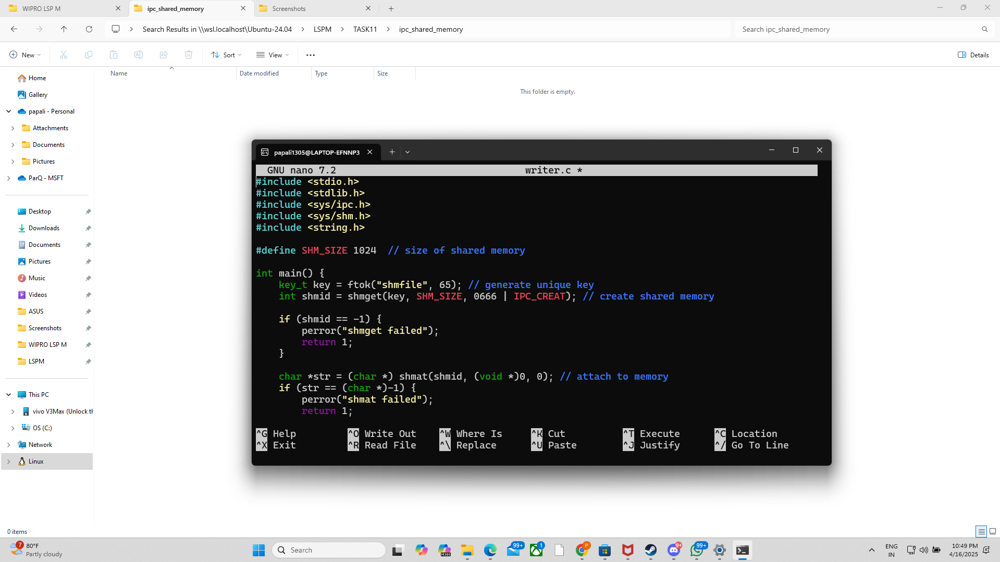 WIPRO LSP M
ipc_shared_memory
Screenshots
Search Results in \\wsl.localhost\Ubuntu-24.04 > LSPM > TASK11 > ipc_shared_memory
Search ipc_shared_memory
New
Sort
View
Details
Name
Date modified
Type
Size
This folder is empty.
Home
Gallery
papali - Personal
Attachments
Documents
Pictures
ParQ - MSFT
Desktop
Downloads
Documents
Pictures
Music
Videos
ASUS
Screenshots
WIPRO LSP M
LSPM
This PC
vivo V3Max (Unlock th
OS (C:)
Network
Linux
0 items
papali1305@LAPTOP-EFNNP3
GNU nano 7.2 writer.c *
#include <stdio.h>
#include <stdlib.h>
#include <sys/ipc.h>
#include <sys/shm.h>
#include <string.h>
#define SHM_SIZE 1024  // size of shared memory
int main() {
    key_t key = ftok("shmfile", 65); // generate unique key
    int shmid = shmget(key, SHM_SIZE, 0666 | IPC_CREAT); // create shared memory
    if (shmid == -1) {
        perror("shmget failed");
        return 1;
    }
    char *str = (char *) shmat(shmid, (void *)0, 0); // attach to memory
    if (str == (char *)-1) {
        perror("shmat failed");
        return 1;
^G Help ^O Write Out ^W Where Is ^K Cut ^T Execute ^C Location
^X Exit ^R Read File ^\ Replace ^U Paste ^J Justify ^/ Go To Line
7
80°F
Partly cloudy
Search
M365
99+
1
P
9+
99+
ENG
IN
10:49 PM
4/16/2025